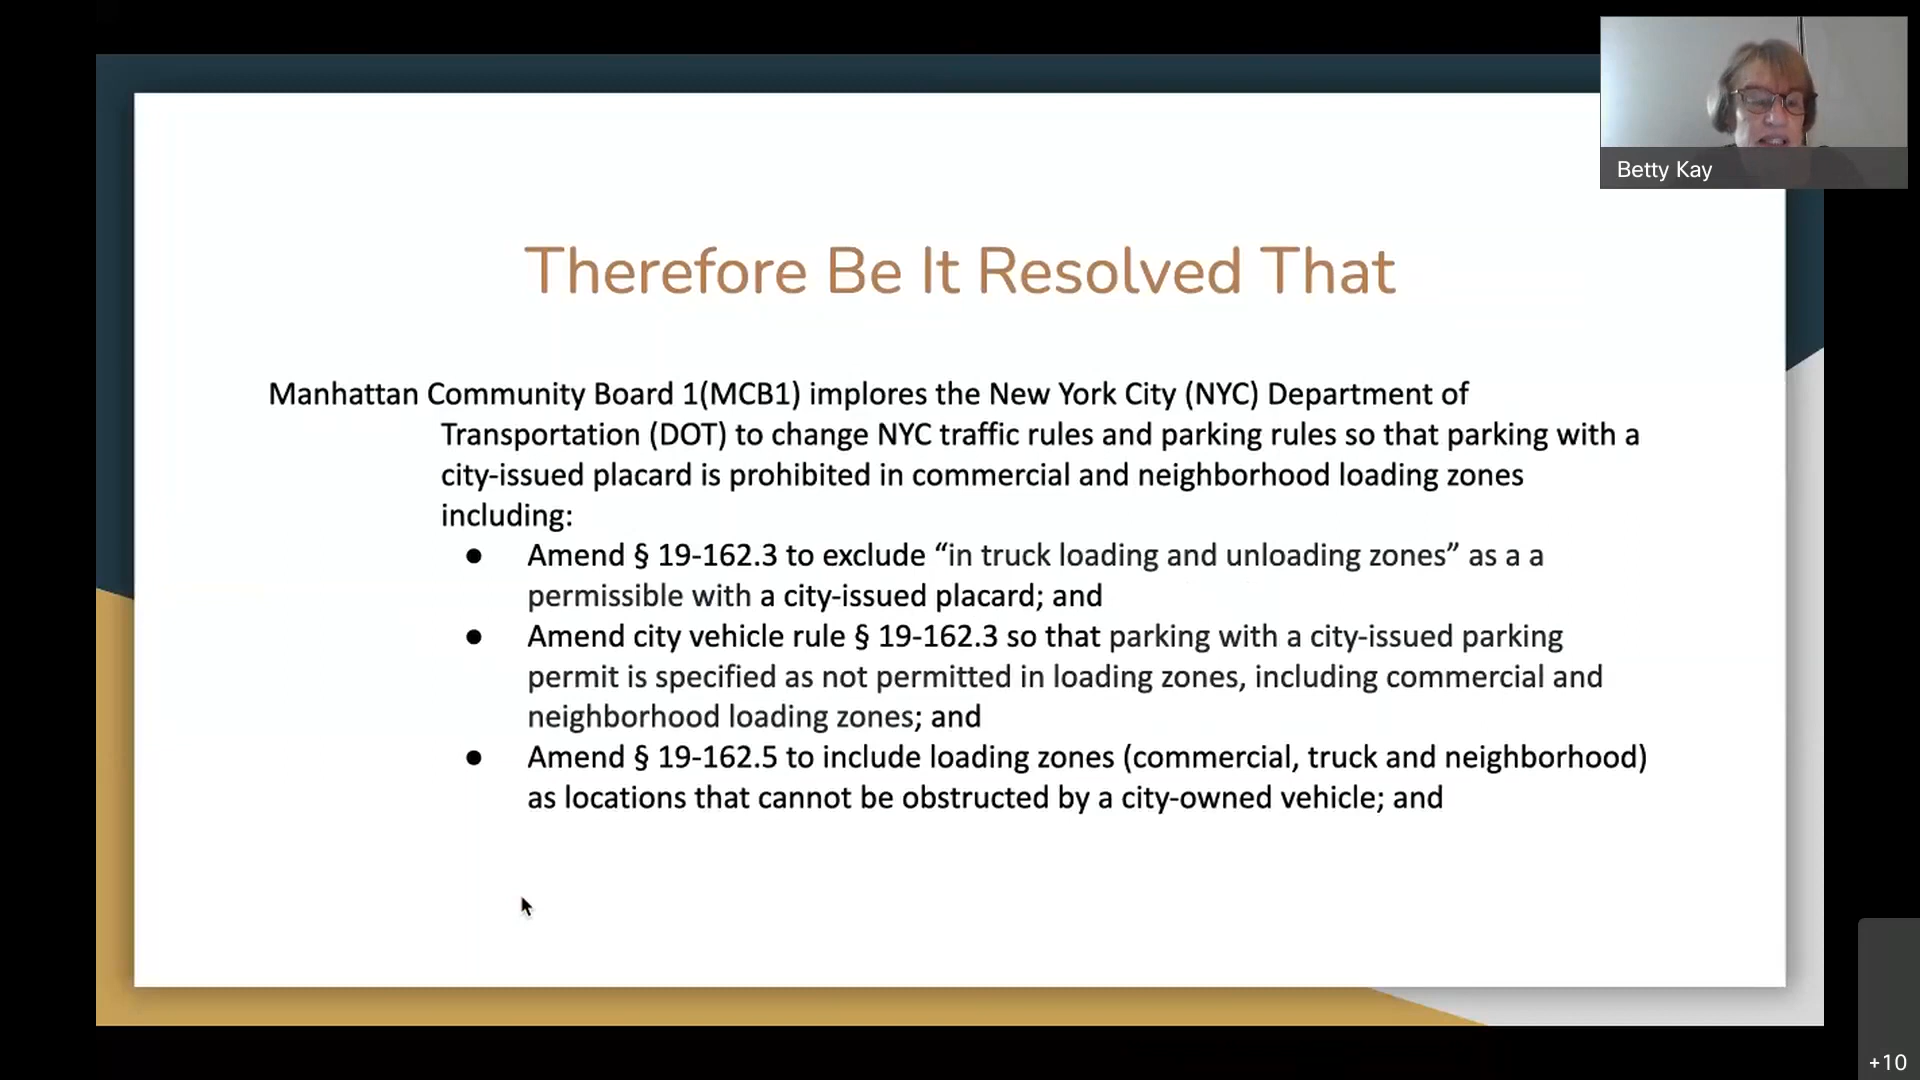 Betty Kay
Therefore Be It Resolved That
Manhattan Community Board 1(MCB1) implores the New York City (NYC) Department of
Transportation (DOT) to change NYC traffic rules and parking rules so that parking with a
city-issued placard is prohibited in commercial and neighborhood loading zones
including:
● Amend § 19-162.3 to exclude “in truck loading and unloading zones” as a a
permissible with a city-issued placard; and
● Amend city vehicle rule § 19-162.3 so that parking with a city-issued parking
permit is specified as not permitted in loading zones, including commercial and
neighborhood loading zones; and
● Amend § 19-162.5 to include loading zones (commercial, truck and neighborhood)
as locations that cannot be obstructed by a city-owned vehicle; and
+10